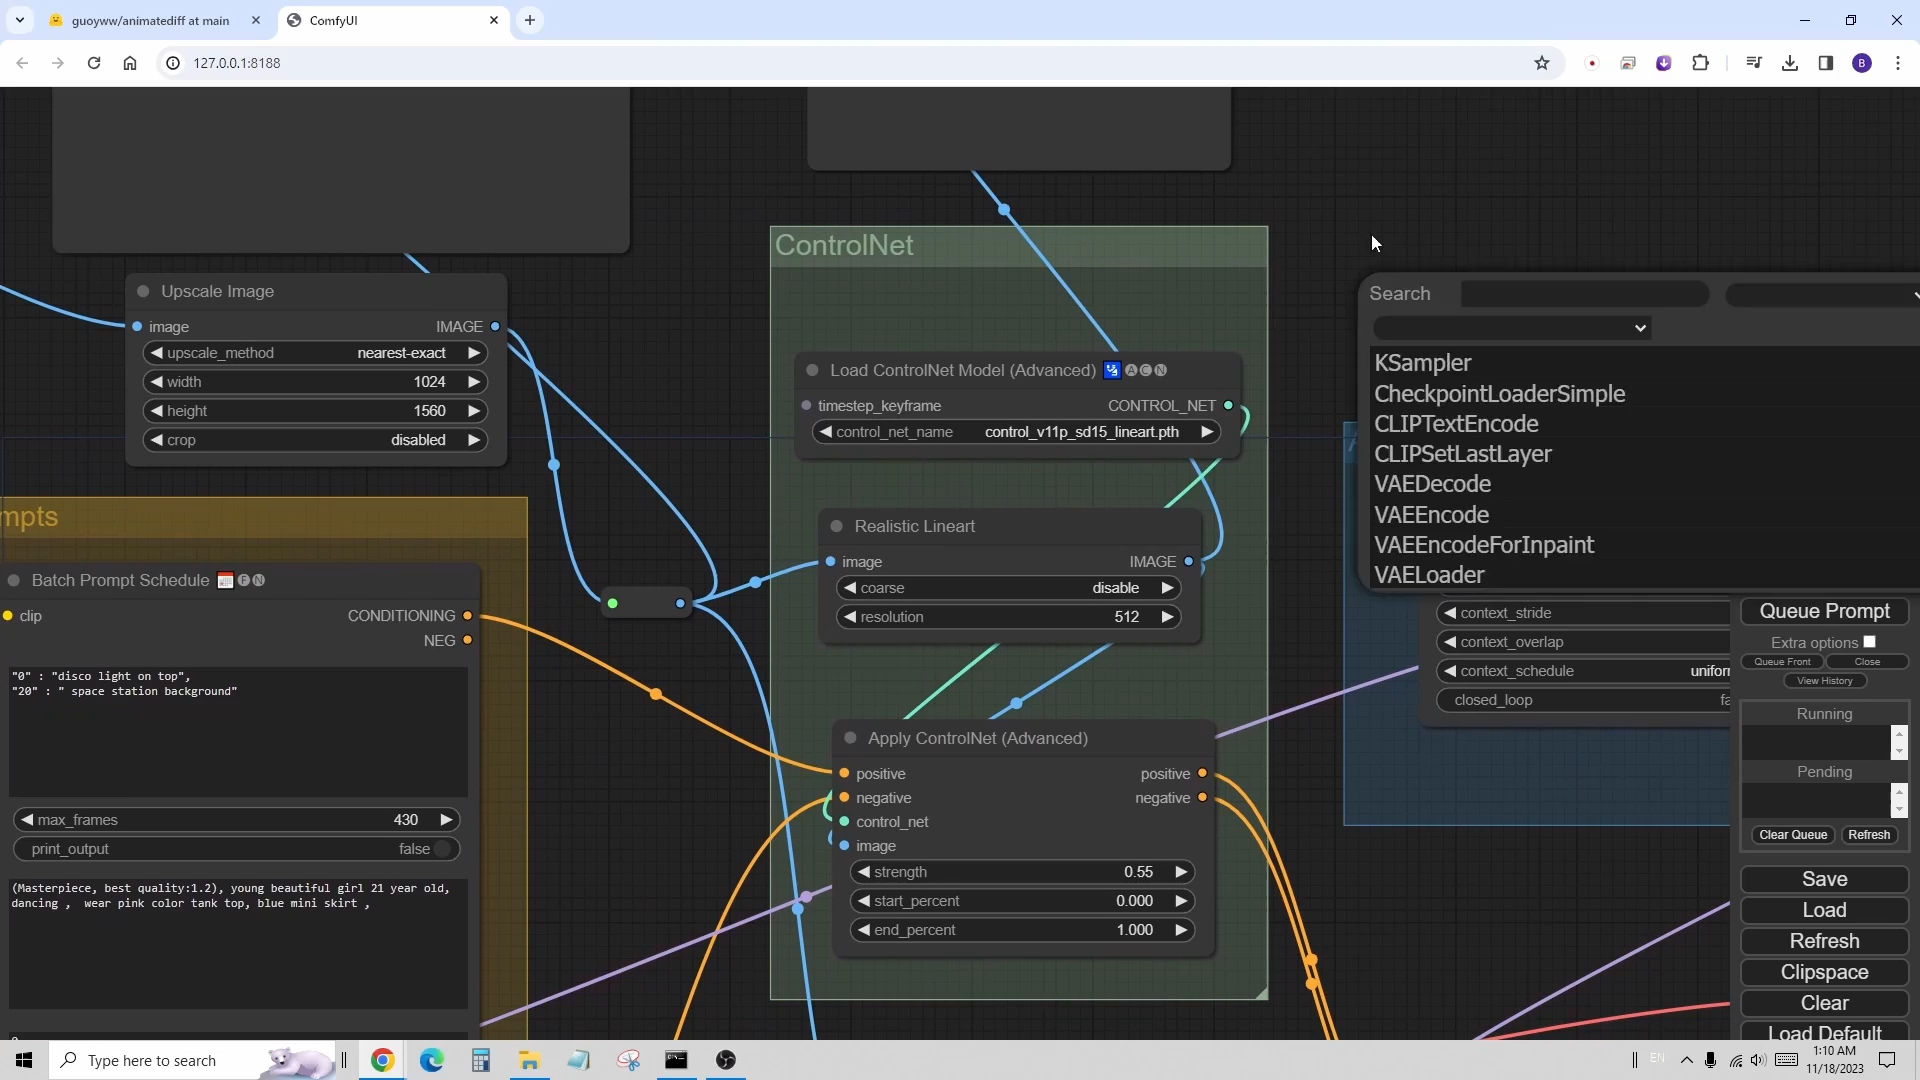 guoyww/animatediff at main
ComfyUI
127.0.0.1:8188
B
ControlNet
Upscale Image
image IMAGE
upscale_method nearest-exact
width 1024
height 1560
crop disabled
Load ControlNet Model (Advanced) ACN
timestep_keyframe CONTROL_NET
control_net_name control_v11p_sd15_lineart.pth
Realistic Lineart
image IMAGE
coarse disable
resolution 512
mpts
Batch Prompt Schedule FN
clip CONDITIONING
NEG
"0" : "disco light on top",
"20" : " space station background"
max_frames 430
print_output false
(Masterpiece, best quality:1.2), young beautiful girl 21 year old,
dancing , wear pink color tank top, blue mini skirt ,
Apply ControlNet (Advanced)
positive positive
negative negative
control_net
image
strength 0.55
start_percent 0.000
end_percent 1.000
Search
KSampler
CheckpointLoaderSimple
CLIPTextEncode
CLIPSetLastLayer
VAEDecode
VAEEncode
VAEEncodeForInpaint
VAELoader
context_stride
context_overlap
context_schedule uniforn
closed_loop fa
Queue Prompt
Extra options
Queue Front Close
View History
Running
Pending
Clear Queue Refresh
Save
Load
Refresh
Clipspace
Clear
Load Default
Type here to search
EN
1:10 AM
11/18/2023